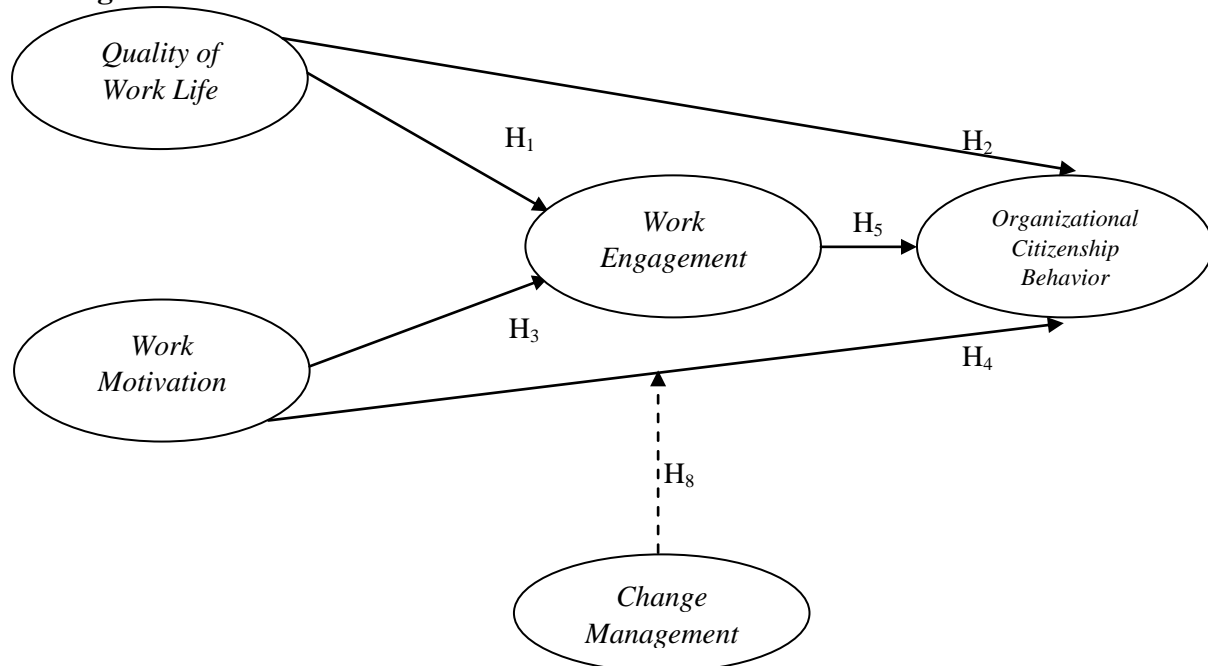 Quality of
Work Life
H₁
H₂
Work
Engagement
H₅
Organizational
Citizenship
Behavior
Work
Motivation
H₃
H₄
H₈
Change
Management